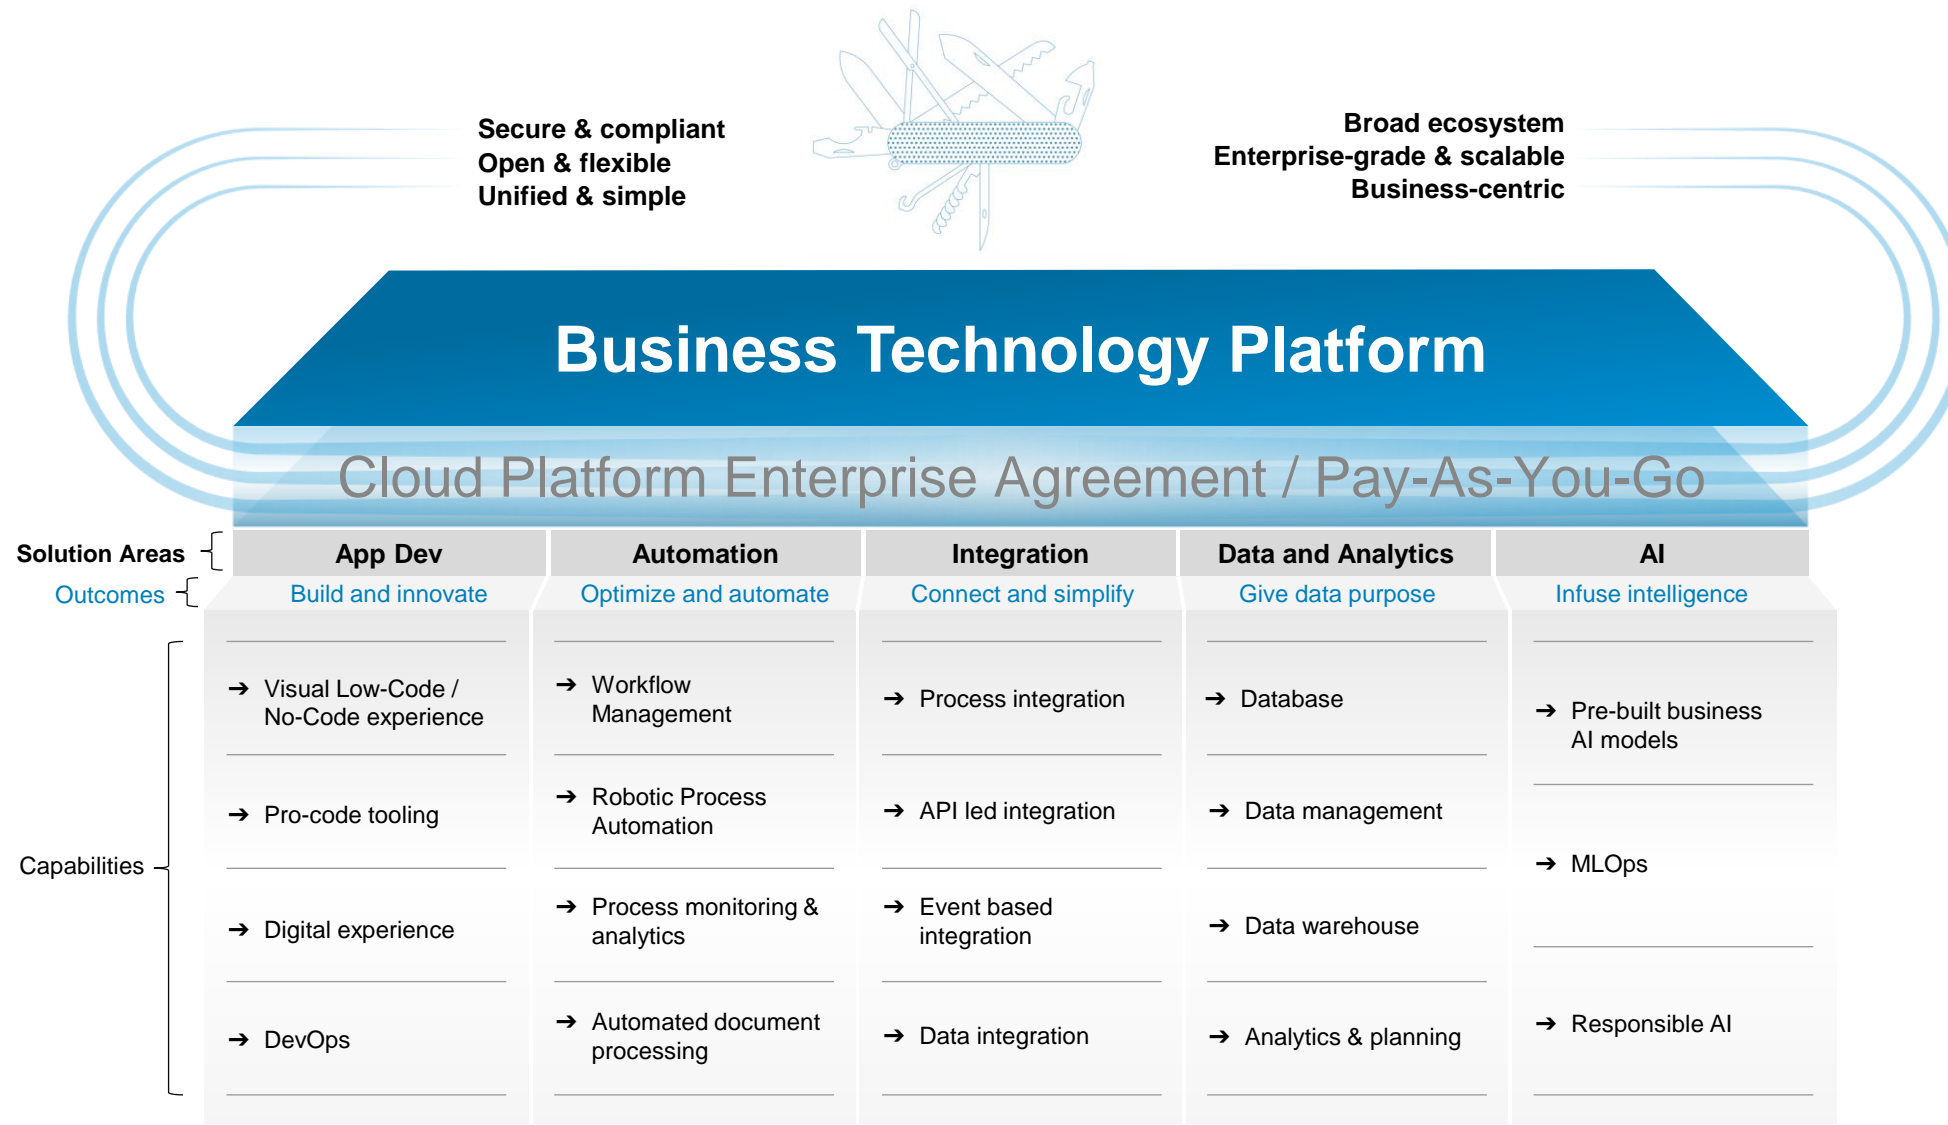 Secure & compliant
Open & flexible
Unified & simple
Broad ecosystem
Enterprise-grade & scalable
Business-centric
Business Technology Platform
Cloud Platform Enterprise Agreement / Pay-As-You-Go
Solution Areas
App Dev
Automation
Integration
Data and Analytics
AI
Outcomes
Build and innovate
Optimize and automate
Connect and simplify
Give data purpose
Infuse intelligence
Capabilities
➔ Visual Low-Code /
No-Code experience
➔ Pro-code tooling
➔ Digital experience
➔ DevOps
➔ Workflow
Management
➔ Robotic Process
Automation
➔ Process monitoring &
analytics
➔ Automated document
processing
➔ Process integration
➔ API led integration
➔ Event based
integration
➔ Data integration
➔ Database
➔ Data management
➔ Data warehouse
➔ Analytics & planning
➔ Pre-built business
AI models
➔ MLOps
➔ Responsible AI